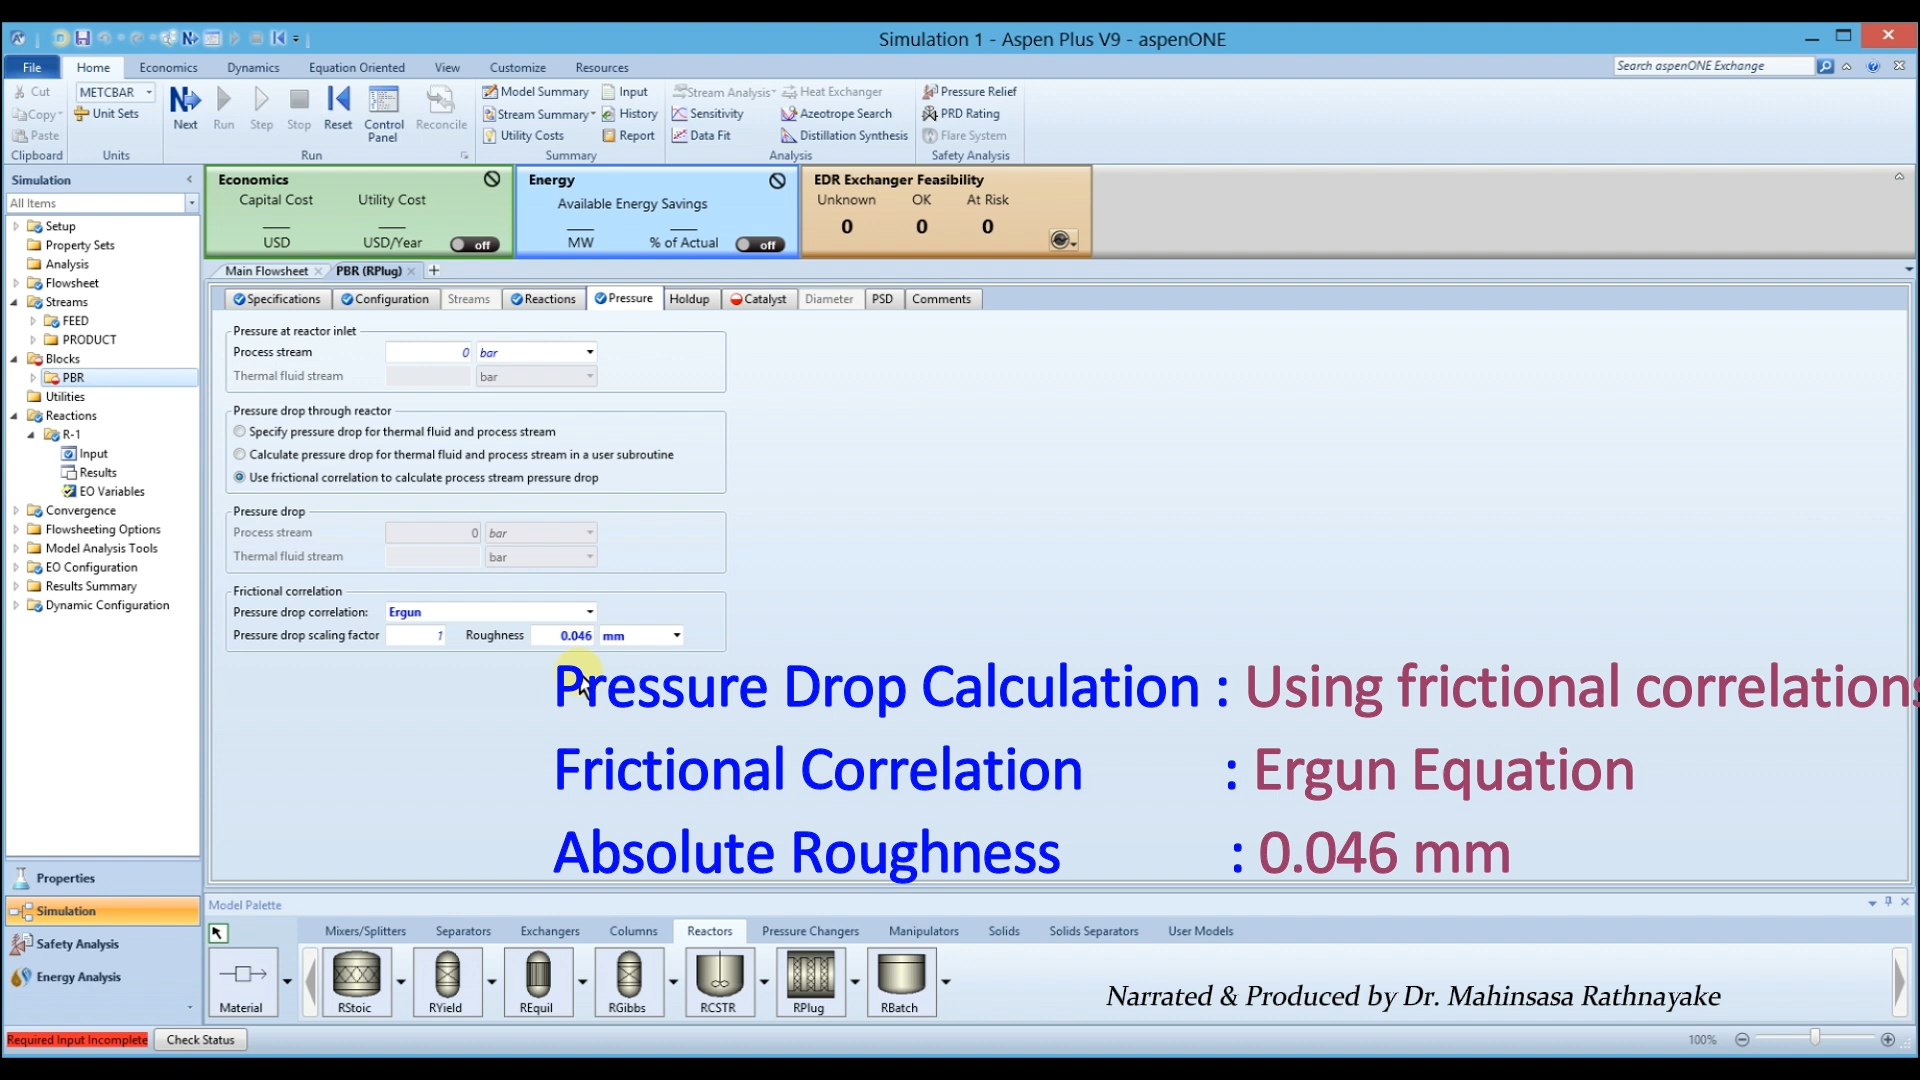 Simulation 1 - Aspen Plus V9 - aspenONE
File Home Economics Dynamics Equation Oriented View Customize Resources
Search aspenONE Exchange
Cut
Copy
Paste
Clipboard
METCBAR
Unit Sets
Units
Next Run Step Stop Reset Control Panel Reconcile
Run
Model Summary Input
Stream Summary History
Utility Costs Report
Summary
Stream Analysis Heat Exchanger
Sensitivity Azeotrope Search
Data Fit Distillation Synthesis
Analysis
Pressure Relief
PRD Rating
Flare System
Safety Analysis
Simulation
All Items
Setup
Property Sets
Analysis
Flowsheet
Streams
FEED
PRODUCT
Blocks
PBR
Utilities
Reactions
R-1
Input
Results
EO Variables
Convergence
Flowsheeting Options
Model Analysis Tools
EO Configuration
Results Summary
Dynamic Configuration
Properties
Simulation
Safety Analysis
Energy Analysis
Economics
Capital Cost Utility Cost
USD USD/Year off
Energy
Available Energy Savings
MW % of Actual off
EDR Exchanger Feasibility
Unknown OK At Risk
0 0 0
Main Flowsheet PBR (RPlug) +
Specifications Configuration Streams Reactions Pressure Holdup Catalyst Diameter PSD Comments
Pressure at reactor inlet
Process stream 0 bar
Thermal fluid stream bar
Pressure drop through reactor
Specify pressure drop for thermal fluid and process stream
Calculate pressure drop for thermal fluid and process stream in a user subroutine
Use frictional correlation to calculate process stream pressure drop
Pressure drop
Process stream 0 bar
Thermal fluid stream bar
Frictional correlation
Pressure drop correlation: Ergun
Pressure drop scaling factor 1 Roughness 0.046 mm
Pressure Drop Calculation : Using frictional correlations
Frictional Correlation : Ergun Equation
Absolute Roughness : 0.046 mm
Model Palette
Mixers/Splitters Separators Exchangers Columns Reactors Pressure Changers Manipulators Solids Solids Separators User Models
Material RStoic RYield REquil RGibbs RCSTR RPlug RBatch
Narrated & Produced by Dr. Mahinsasa Rathnayake
Required Input Incomplete Check Status 100%